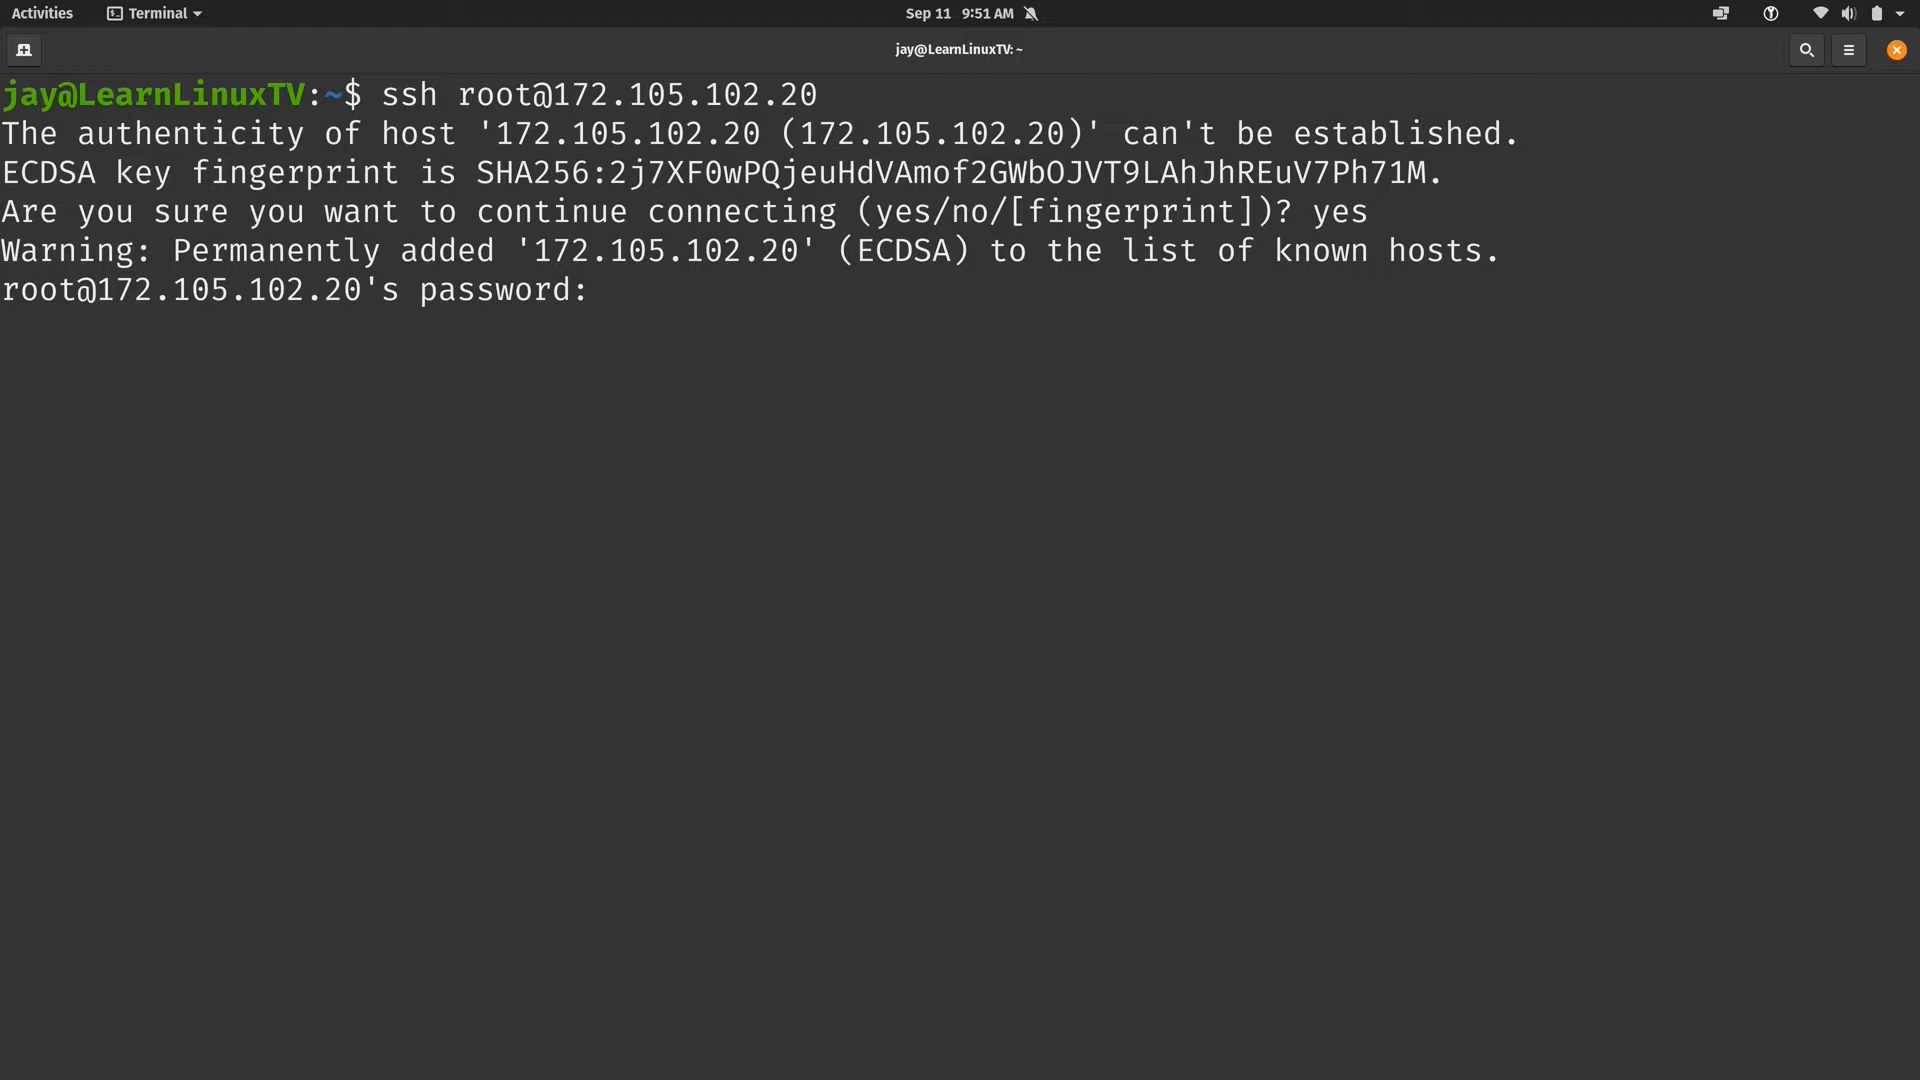 Activities Terminal Sep 11 9:51 AM
jay@LearnLinuxTV: ~
jay@LearnLinuxTV:~$ ssh root@172.105.102.20
The authenticity of host '172.105.102.20 (172.105.102.20)' can't be established.
ECDSA key fingerprint is SHA256:2j7XF0wPQjeuHdVAmof2GWbOJVT9LAhJhREuV7Ph71M.
Are you sure you want to continue connecting (yes/no/[fingerprint])? yes
Warning: Permanently added '172.105.102.20' (ECDSA) to the list of known hosts.
root@172.105.102.20's password: